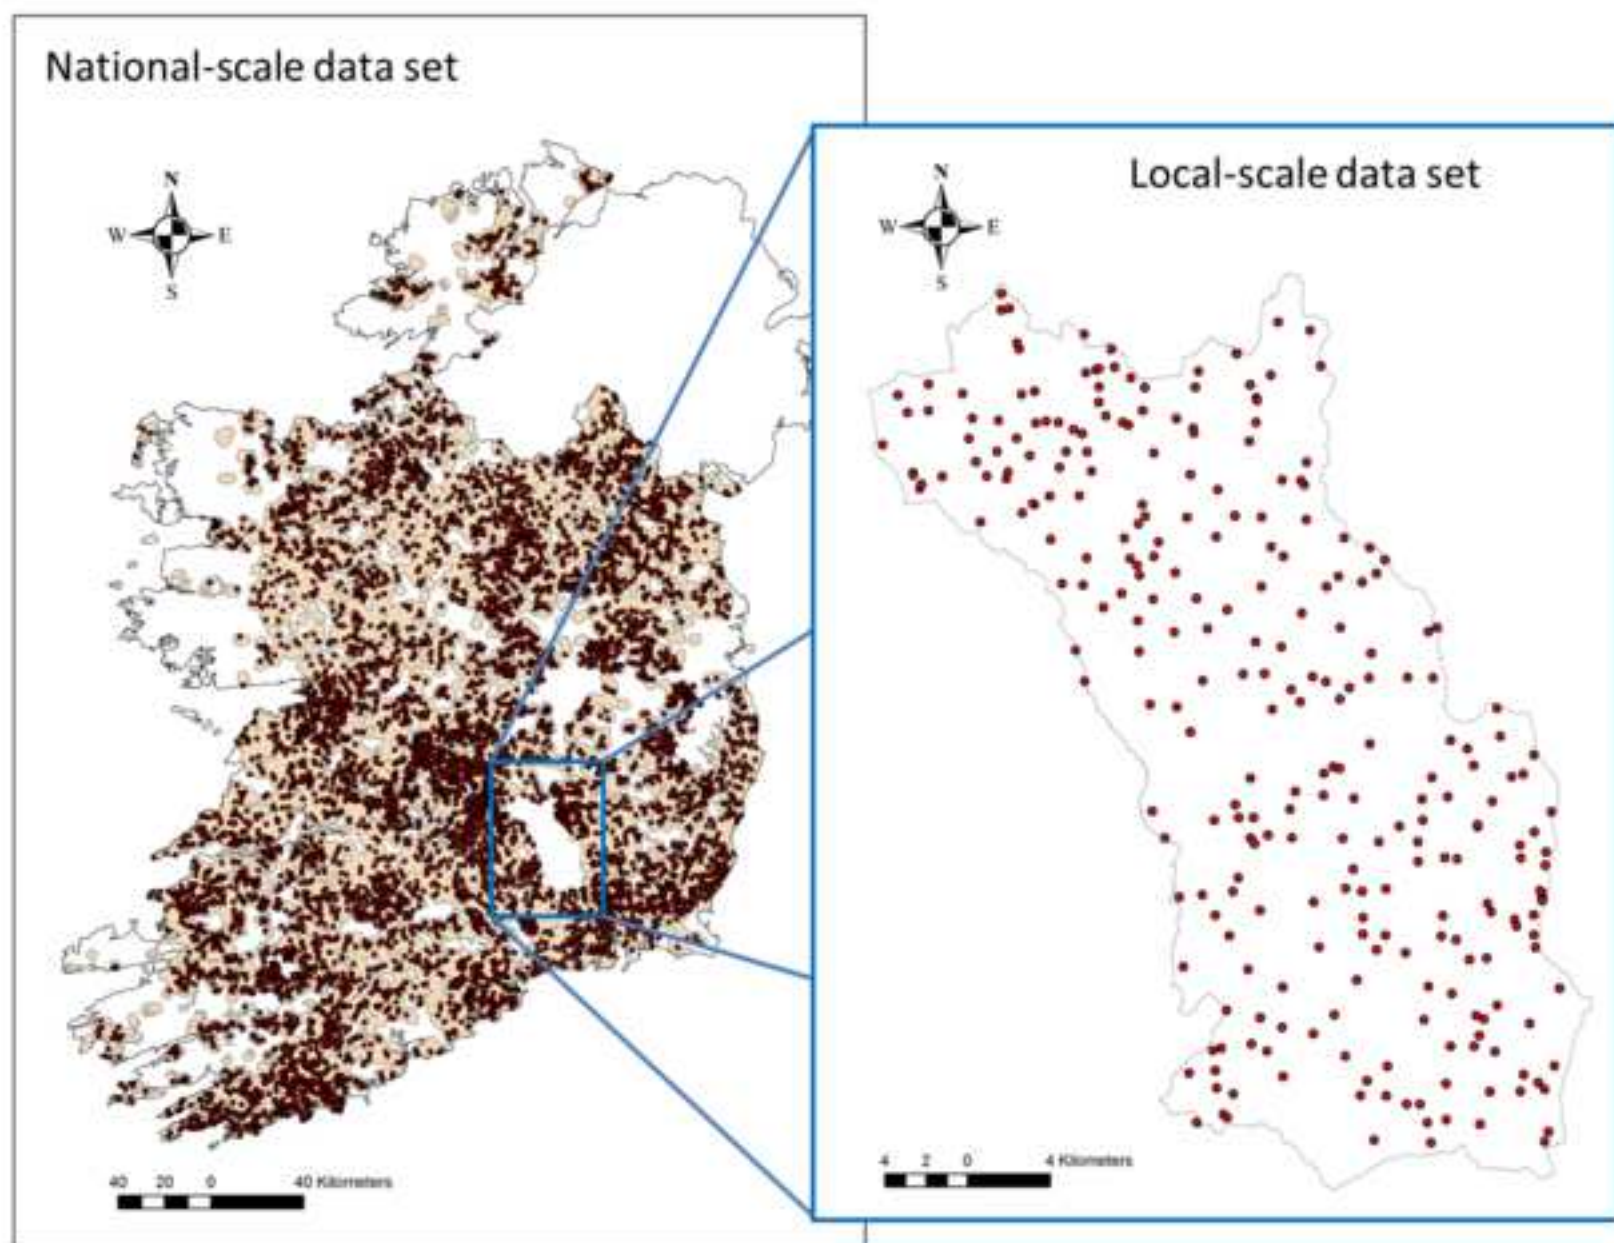 National-scale data set
Local-scale data set
N
W E
S
N
W E
S
40 20 0 40 Kilometers
4 2 0 4 Kilometers